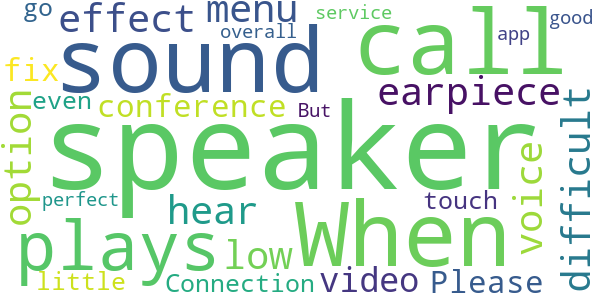 go effect menu service good
overall app
sound call
fix earpiece
even conference But
option speaker difficult
perfect hear touch voice
plays low When
little Connection video Please